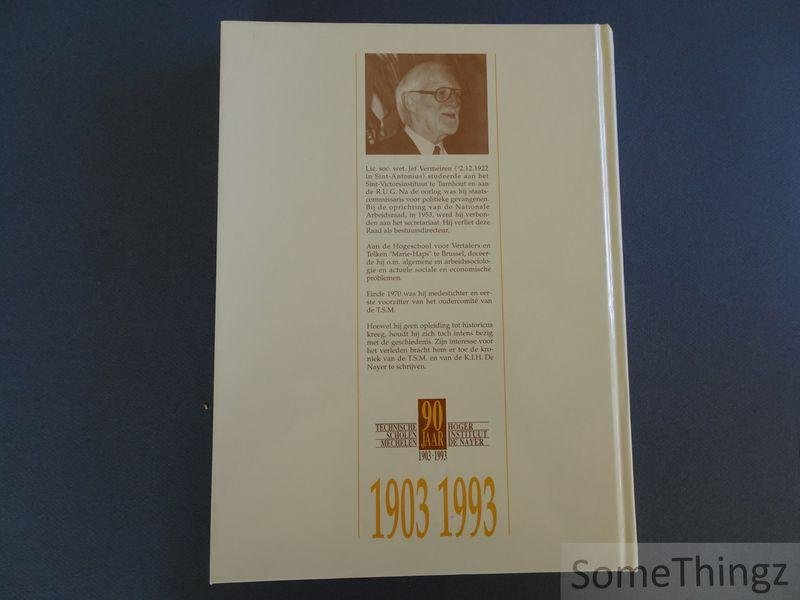 Lic. soc. wet. Jef Vermeiren (°2.12.1922
in Sint-Antonius) studeerde aan het
Sint-Victorsinstituut te Turnhout en aan
de R.U.G. Na de oorlog was hij staats-
commissaris voor politieke gevangenen.
Bij de oprichting van de Nationale
Arbeidsraad, in 1953, werd hij verbon-
den aan het secretariaat. Hij verliet deze
Raad als bestuursdirecteur.
Aan de Hogeschool voor Vertalers en
Tolken "Marie-Haps" te Brussel, doceer-
de hij o.m. algemene en arbeidssociolo-
gie en actuele sociale en economische
problemen.
Einde 1970 was hij medestichter en eer-
ste voorzitter van het oudercomité van
de T.S.M.
Hoewel hij geen opleiding tot historicus
kreeg, houdt hij zich toch intens bezig
met de geschiedenis. Zijn interesse voor
het verleden bracht hem er toe de kro-
niek van de T.S.M. en van de K.I.H. De
Nayer te schrijven.
TECHNISCHE
SCHOLEN
MECHELEN
90
JAAR
HOGER
INSTITUUT
DE NAYER
1903-1993
1903 1993
SomeThingz